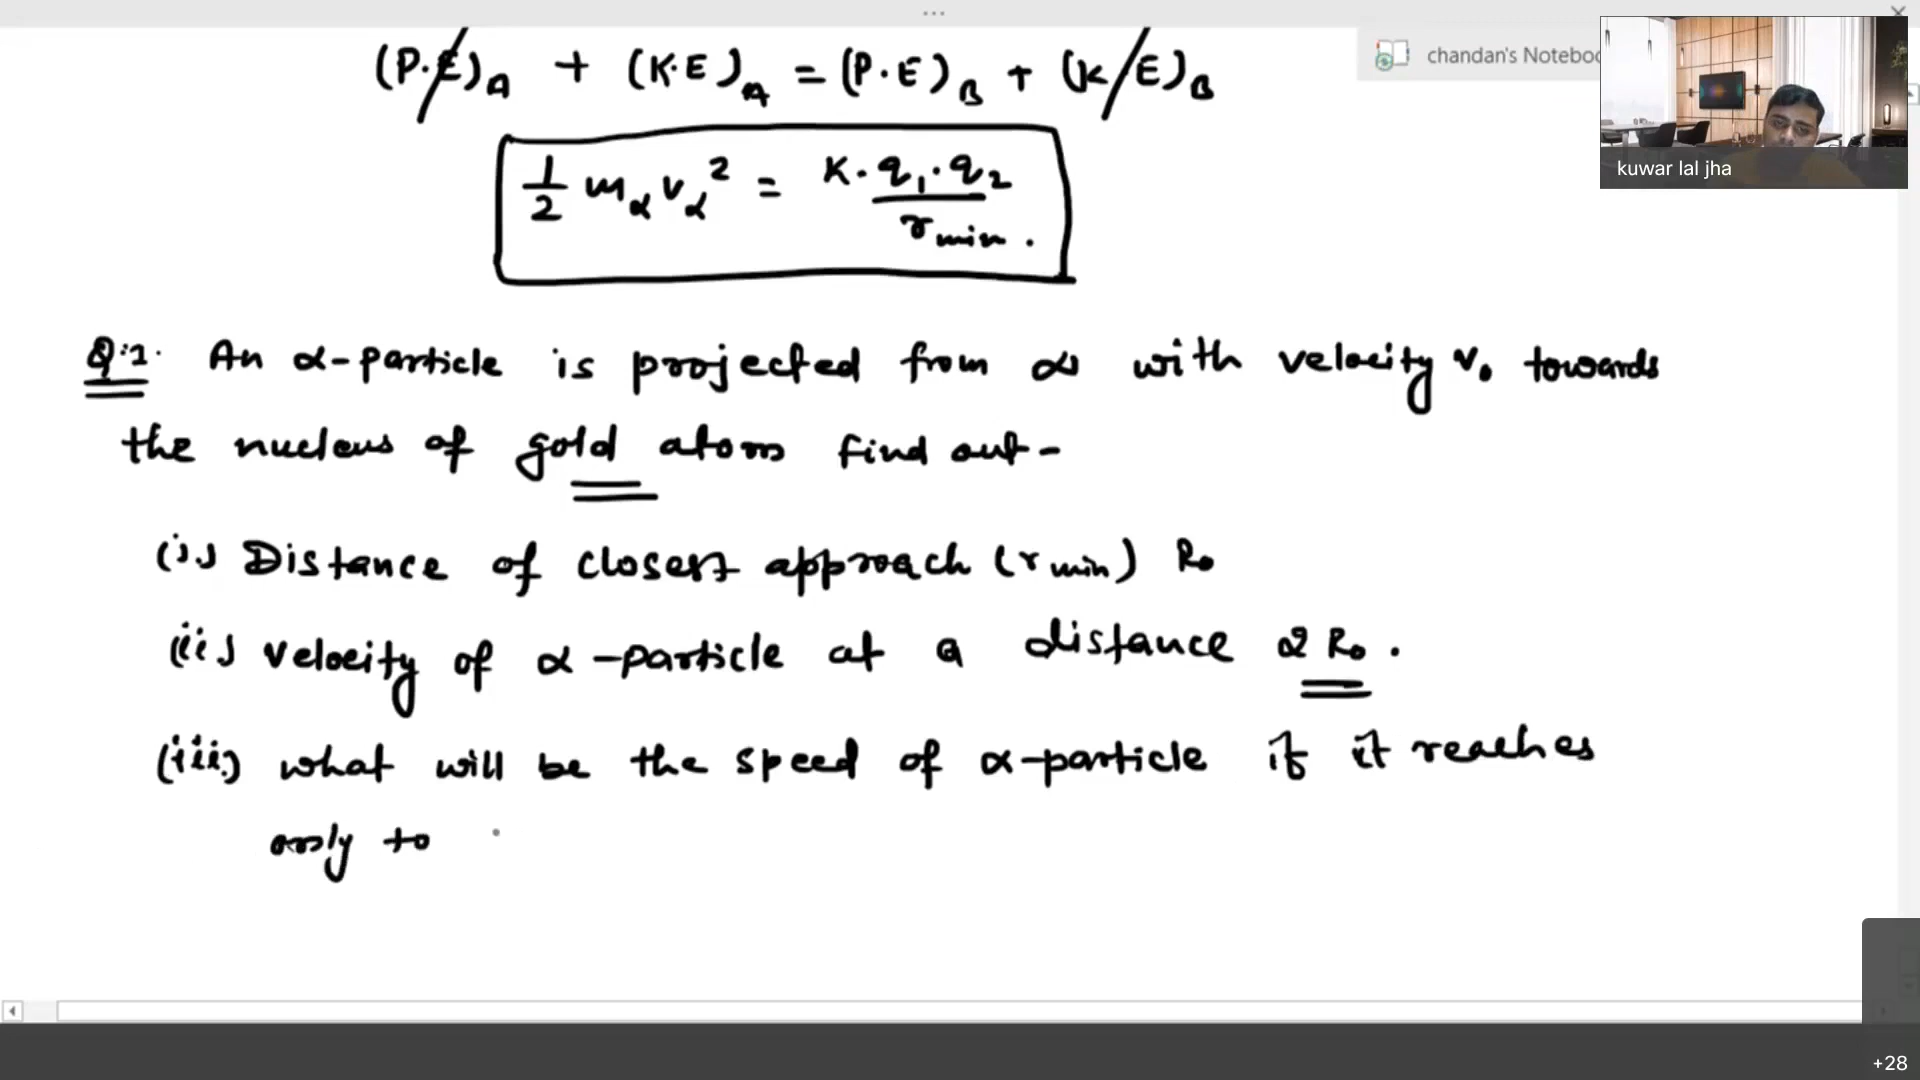 (P.E)A + (K.E)A = (P.E)B + (K/E)B
chandan's Notebo
kuwar lal jha
1/2 mα vα² = K. q1. q2 / rmin.
Q:1. An α-particle is projected from ∞ with velocity v0 towards
the nucleus of gold atom find out-
(i) Distance of closest approach (rmin) R0
(ii) velocity of α-particle at a distance 2R0.
(iii) what will be the speed of α-particle if it reaches
only to
+28